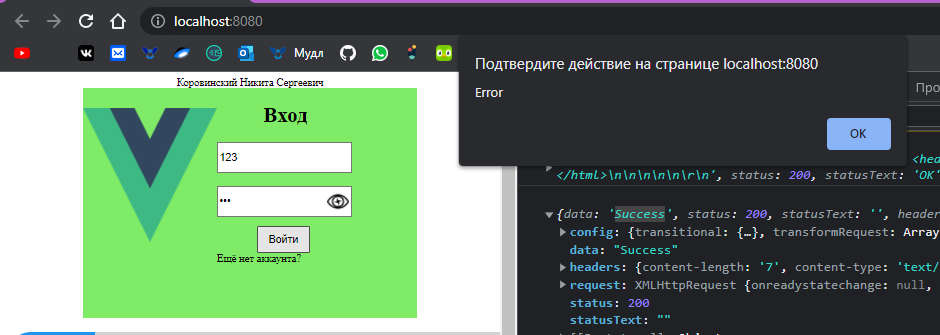 localhost:8080
Мудл
Подтвердите действие на странице localhost:8080
Error
OK
Про
Коровинский Никита Сергеевич
Вход
123
•••
Войти
Ещё нет аккаунта?
<hea
</html>\n\n\n\n\n\r\n', status: 200, statusText: 'OK'
{data: 'Success', status: 200, statusText: '', header
config: {transitional: {…}, transformRequest: Array
data: "Success"
headers: {content-length: '7', content-type: 'text/
request: XMLHttpRequest {onreadystatechange: null,
status: 200
statusText: ""